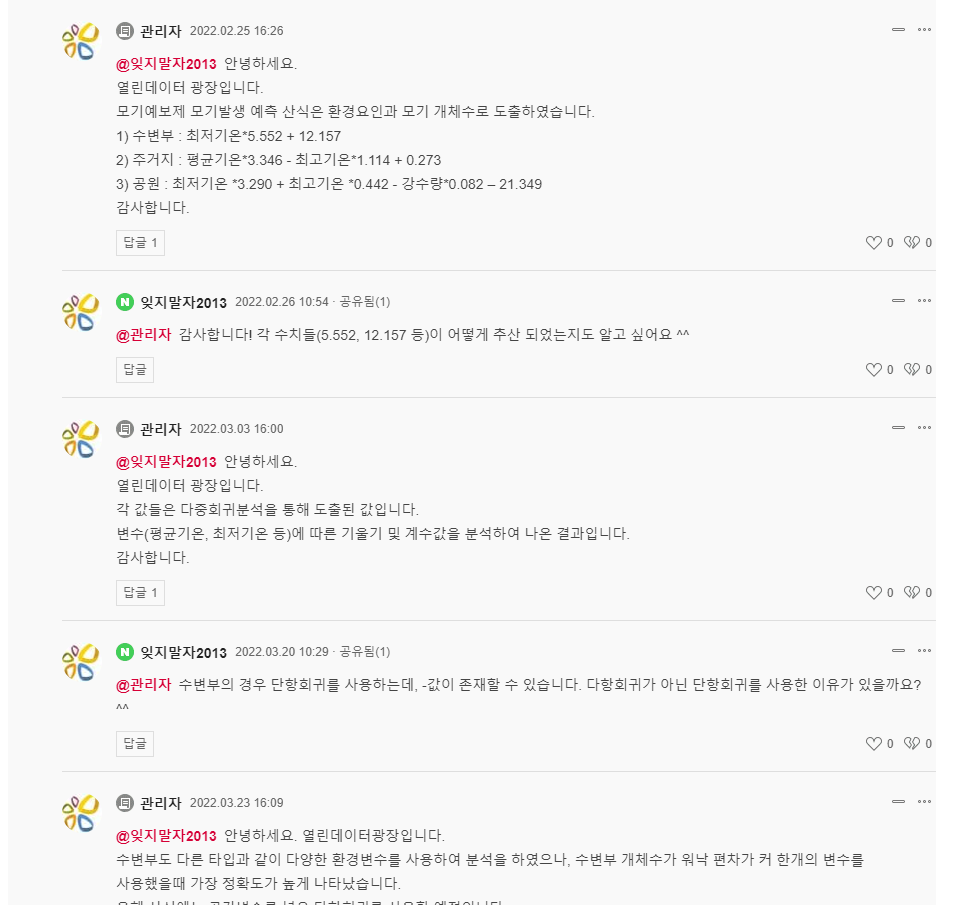 관리자 2022.02.25 16:26
@잊지말자2013 안녕하세요.
열린데이터 광장입니다.
모기예보제 모기발생 예측 산식은 환경요인과 모기 개체수로 도출하였습니다.
1) 수변부 : 최저기온*5.552 + 12.157
2) 주거지 : 평균기온*3.346 - 최고기온*1.114 + 0.273
3) 공원 : 최저기온 *3.290 + 최고기온 *0.442 - 강수량*0.082 – 21.349
감사합니다.
답글 1
0 0
N 잊지말자2013 2022.02.26 10:54 · 공유됨(1)
@관리자 감사합니다! 각 수치들(5.552, 12.157 등)이 어떻게 추산 되었는지도 알고 싶어요 ^^
답글
0 0
관리자 2022.03.03 16:00
@잊지말자2013 안녕하세요.
열린데이터 광장입니다.
각 값들은 다중회귀분석을 통해 도출된 값입니다.
변수(평균기온, 최저기온 등)에 따른 기울기 및 계수값을 분석하여 나온 결과입니다.
감사합니다.
답글 1
0 0
N 잊지말자2013 2022.03.20 10:29 · 공유됨(1)
@관리자 수변부의 경우 단항회귀를 사용하는데, -값이 존재할 수 있습니다. 다항회귀가 아닌 단항회귀를 사용한 이유가 있을까요?
^^
답글
0 0
관리자 2022.03.23 16:09
@잊지말자2013 안녕하세요. 열린데이터광장입니다.
수변부도 다른 타입과 같이 다양한 환경변수를 사용하여 분석을 하였으나, 수변부 개체수가 워낙 편차가 커 한개의 변수를
사용했을때 가장 정확도가 높게 나타났습니다.